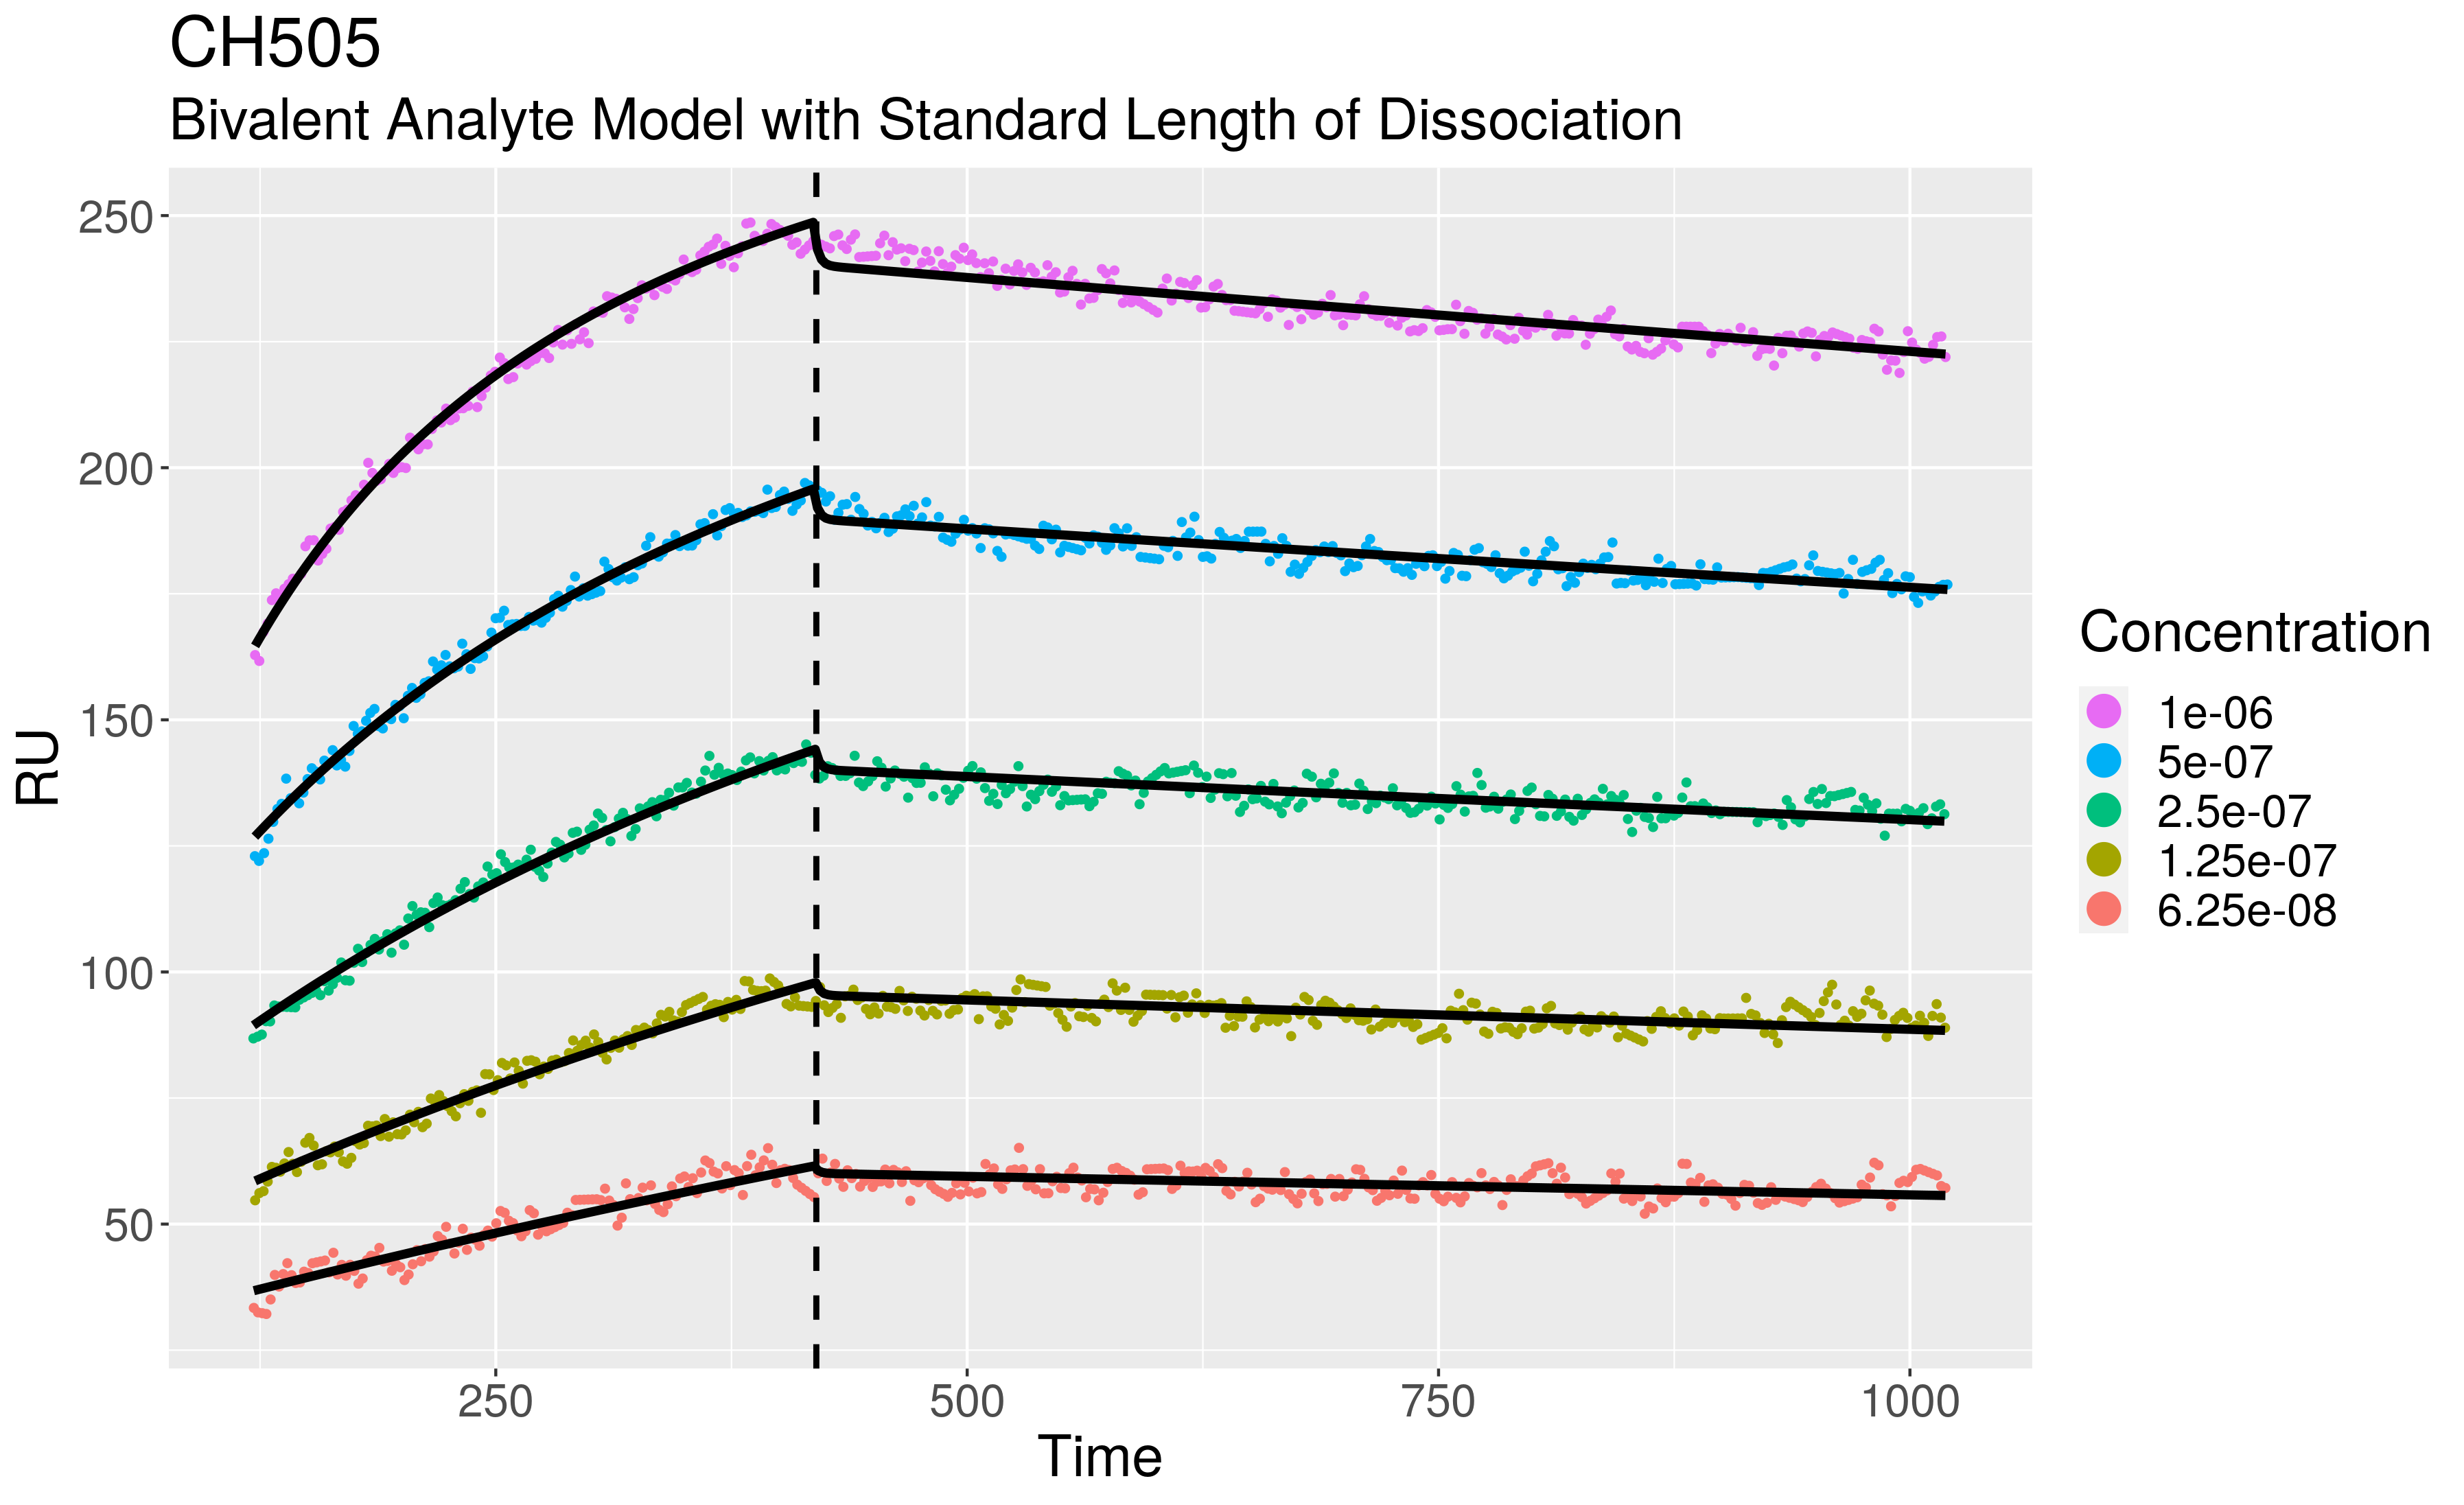 CH505
Bivalent Analyte Model with Standard Length of Dissociation
RU
250
200
150
100
50
250
500
750
1000
Time
Concentration
1e-06
5e-07
2.5e-07
1.25e-07
6.25e-08